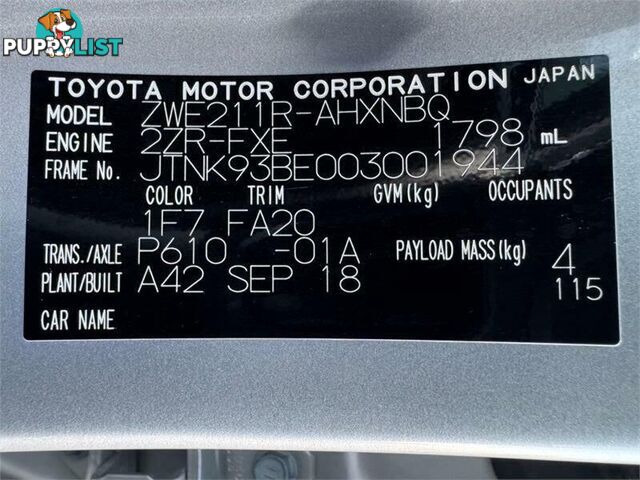 PUPPYLIST
TOYOTA MOTOR CORPORATION JAPAN
MODEL ZWE211R-AHXNBQ
ENGINE 2ZR-FXE 1798 mL
FRAME No. JTNK93BE003001944
COLOR TRIM GVM(kg) OCCUPANTS
1F7 FA20
TRANS./AXLE P610 -01A PAYLOAD MASS(kg) 4
PLANT/BUILT A42 SEP 18 115
CAR NAME